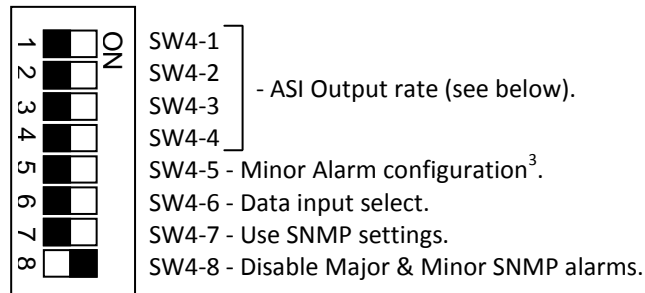 ON
1 SW4-1
2 SW4-2
3 SW4-3
- ASI Output rate (see below).
4 SW4-4
5 SW4-5 - Minor Alarm configuration³.
6 SW4-6 - Data input select.
7 SW4-7 - Use SNMP settings.
8 SW4-8 - Disable Major & Minor SNMP alarms.